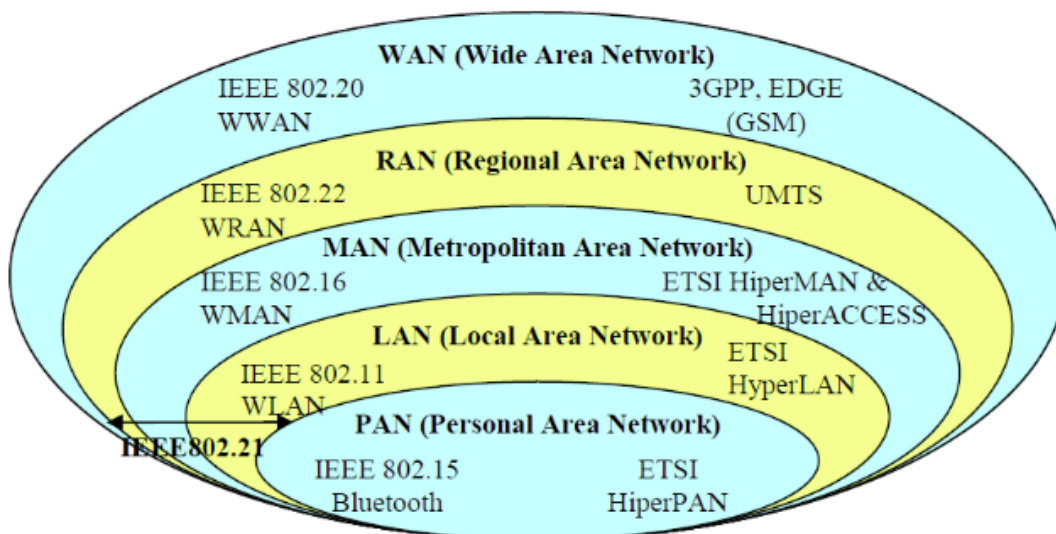 WAN (Wide Area Network)
IEEE 802.20
WWAN
3GPP, EDGE
(GSM)
RAN (Regional Area Network)
IEEE 802.22
WRAN
UMTS
MAN (Metropolitan Area Network)
IEEE 802.16
WMAN
ETSI HiperMAN &
HiperACCESS
LAN (Local Area Network)
IEEE 802.11
WLAN
ETSI
HyperLAN
IEEE802.21
PAN (Personal Area Network)
IEEE 802.15
Bluetooth
ETSI
HiperPAN